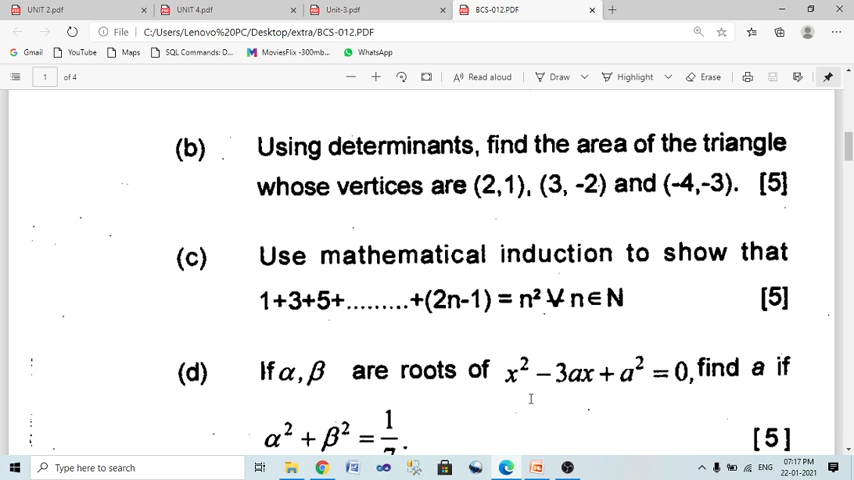 UNIT 2.pdf
UNIT 4.pdf
Unit-3.pdf
BCS-012.PDF
File
C:/Users/Lenovo%20PC/Desktop/extra/BCS-012.PDF
Gmail
YouTube
Maps
SQL Commands: D...
MoviesFlix -300mb...
WhatsApp
1 of 4
Read aloud
Draw
Highlight
Erase
(b) Using determinants, find the area of the triangle
whose vertices are (2,1), (3, -2) and (-4,-3). [5]
(c) Use mathematical induction to show that
1+3+5+.........+(2n-1) = n² ∀ n∈N [5]
(d) If α, β are roots of x² − 3ax + a² = 0, find a if
α² + β² = 1/7. [5]
Type here to search
ENG
07:17 PM
22-01-2021